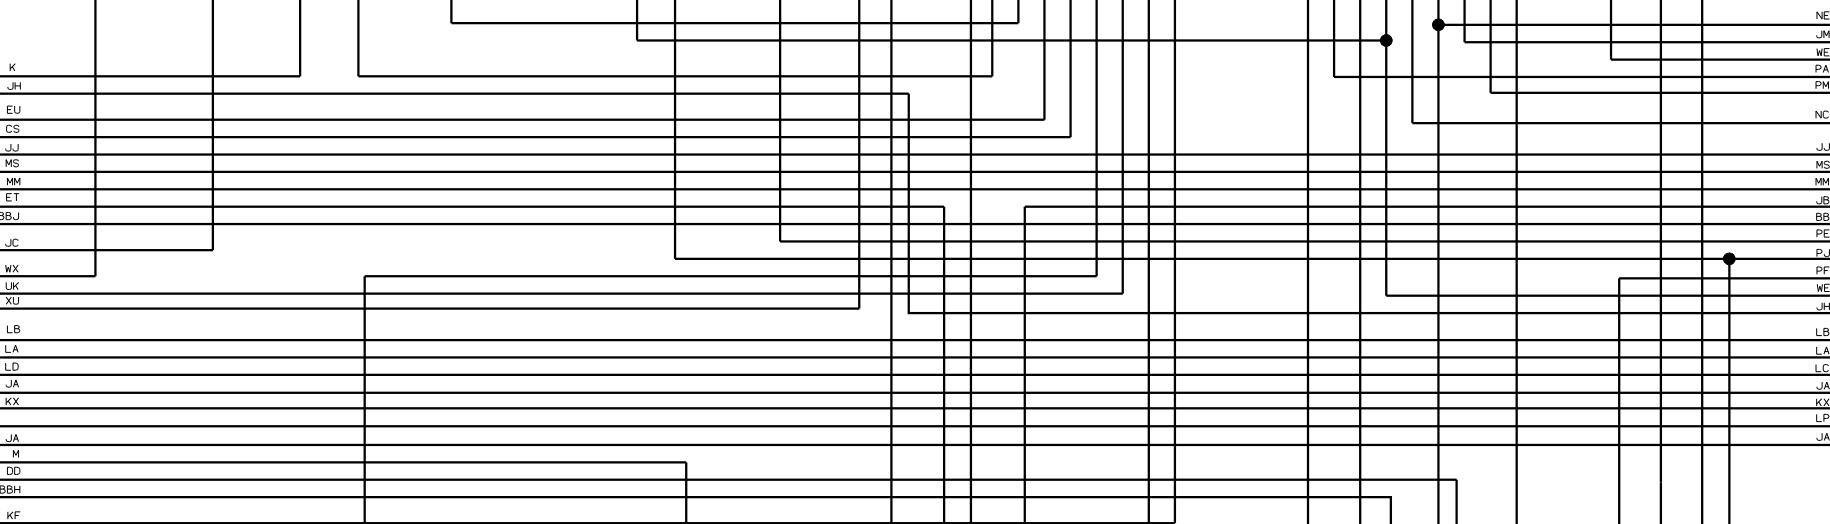 K
JH
EU
CS
JJ
MS
MM
ET
BBJ
JC
WX
UK
XU
LB
LA
LD
JA
KX
JA
M
DD
BBH
KF
NE
JM
WE
PA
PM
NC
JJ
MS
MM
JB
BB
PE
PJ
PF
WE
JH
LB
LA
LC
JA
KX
LP
JA